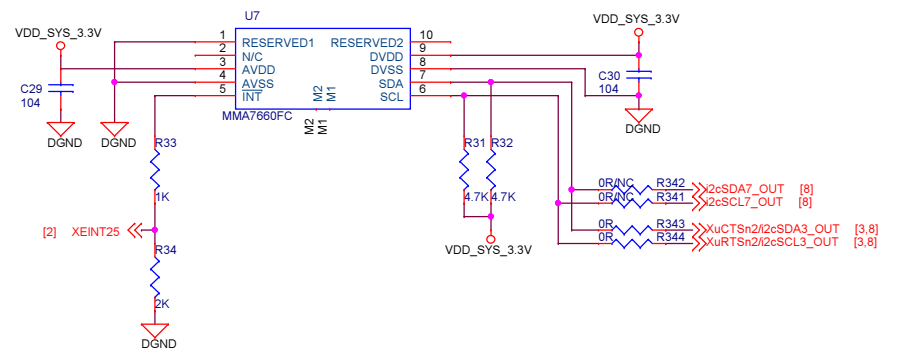 U7
VDD_SYS_3.3V
VDD_SYS_3.3V
1 RESERVED1 RESERVED2 10
2 N/C DVDD 9
3 AVDD DVSS 8
4 AVSS SDA 7
5 INT SCL 6
M2
M1
MMA7660FC
M2
M1
C29
104
C30
104
DGND
DGND
DGND
R33
1K
R31
R32
4.7K
4.7K
VDD_SYS_3.3V
0R/NC R342 i2cSDA7_OUT [8]
0R/NC R341 i2cSCL7_OUT [8]
0R R343 XuCTSn2/i2cSDA3_OUT [3,8]
0R R344 XuRTSn2/i2cSCL3_OUT [3,8]
[2] XEINT25
R34
2K
DGND